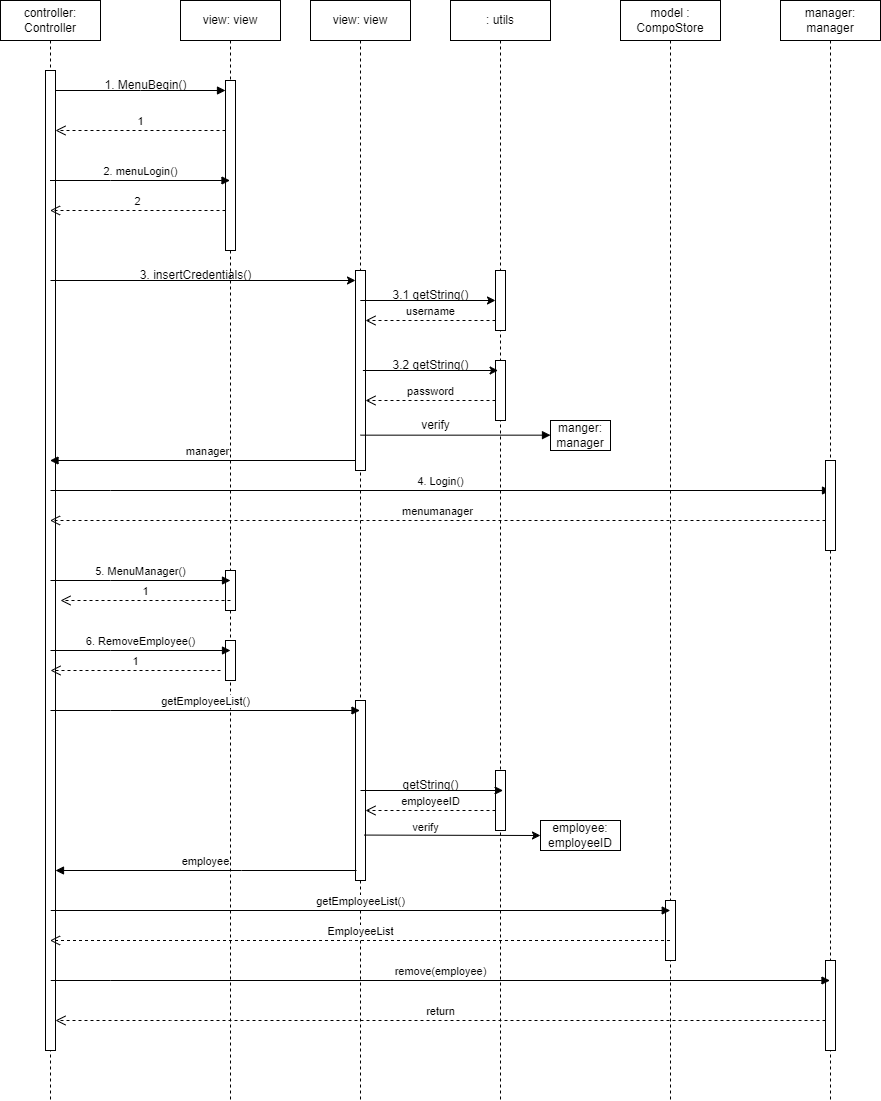 controller:
Controller
view: view
view: view
: utils
model :
CompoStore
manager:
manager
1. MenuBegin()
1
2. menuLogin()
2
3. insertCredentials()
3.1 getString()
username
3.2 getString()
password
verify
manger:
manager
manager
4. Login()
menumanager
5. MenuManager()
1
6. RemoveEmployee()
1
getEmployeeList()
getString()
employeeID
verify
employee:
employeeID
employee
getEmployeeList()
EmployeeList
remove(employee)
return